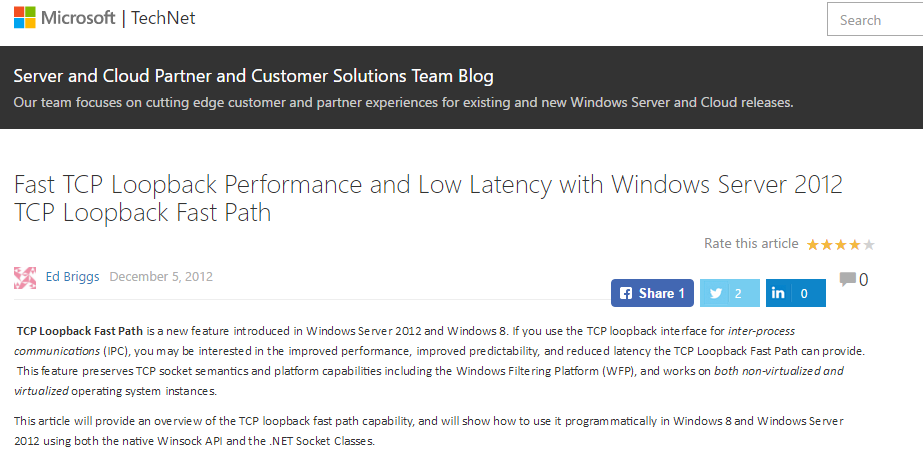 Microsoft | TechNet
Search
Server and Cloud Partner and Customer Solutions Team Blog
Our team focuses on cutting edge customer and partner experiences for existing and new Windows Server and Cloud releases.
Fast TCP Loopback Performance and Low Latency with Windows Server 2012
TCP Loopback Fast Path
Rate this article
Ed Briggs December 5, 2012
Share 1
2
in 0
0
TCP Loopback Fast Path is a new feature introduced in Windows Server 2012 and Windows 8. If you use the TCP loopback interface for inter-process
communications (IPC), you may be interested in the improved performance, improved predictability, and reduced latency the TCP Loopback Fast Path can provide.
This feature preserves TCP socket semantics and platform capabilities including the Windows Filtering Platform (WFP), and works on both non-virtualized and
virtualized operating system instances.
This article will provide an overview of the TCP loopback fast path capability, and will show how to use it programmatically in Windows 8 and Windows Server
2012 using both the native Winsock API and the .NET Socket Classes.